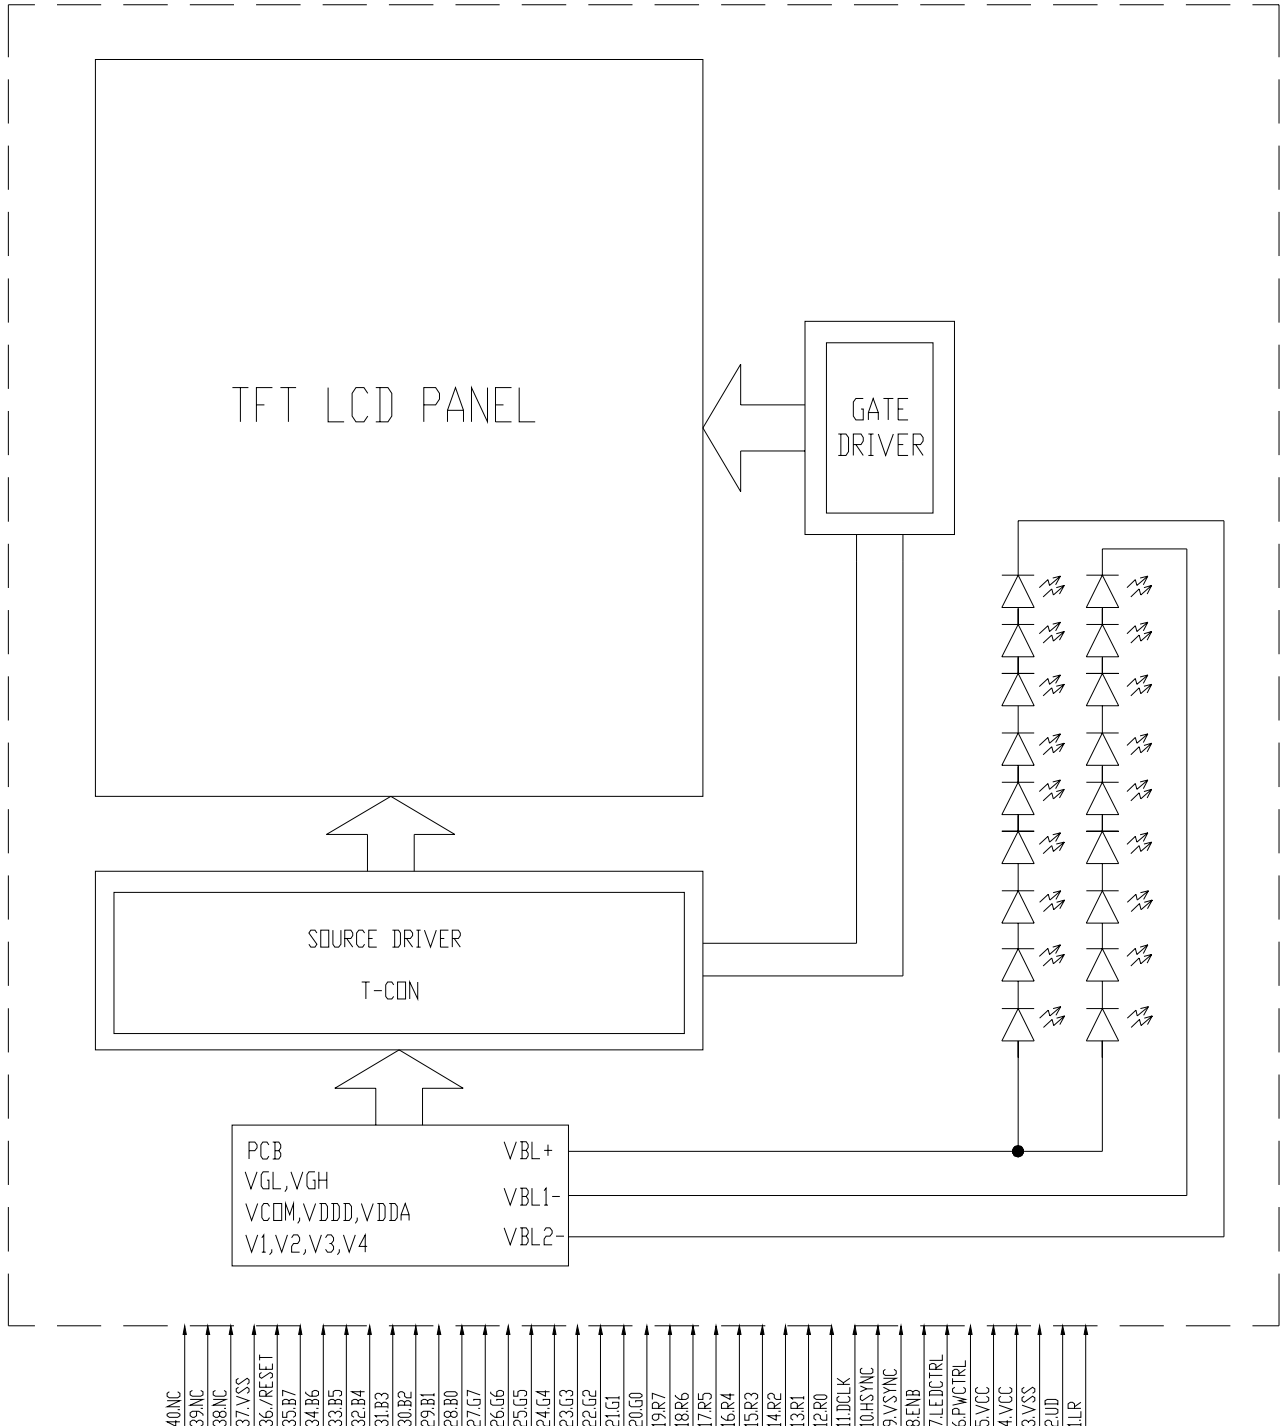 TFT LCD PANEL
GATE
DRIVER
SOURCE DRIVER
T-CON
PCB
VGL,VGH
VCOM,VDDD,VDDA
V1,V2,V3,V4
VBL+
VBL1-
VBL2-
40.NC
39.NC
38.NC
37.VSS
36./RESET
35.B7
34.B6
33.B5
32.B4
31.B3
30.B2
29.B1
28.B0
27.G7
26.G6
25.G5
24.G4
23.G3
22.G2
21.G1
20.G0
19.R7
18.R6
17.R5
16.R4
15.R3
14.R2
13.R1
12.R0
11.DCLK
10.HSYNC
9.VSYNC
8.ENB
7.LEDCTRL
6.PWCTRL
5.VCC
4.VCC
3.VSS
2.UD
1.LR